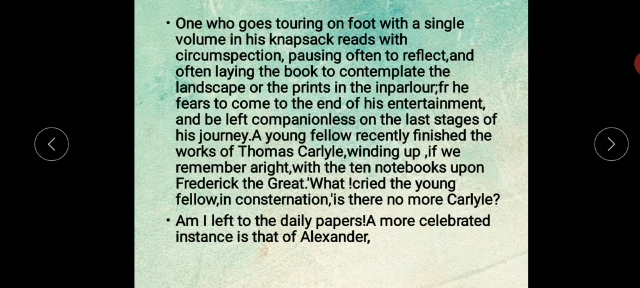 • One who goes touring on foot with a single
volume in his knapsack reads with
circumspection, pausing often to reflect,and
often laying the book to contemplate the
landscape or the prints in the inparlour;fr he
fears to come to the end of his entertainment,
and be left companionless on the last stages of
his journey.A young fellow recently finished the
works of Thomas Carlyle,winding up ,if we
remember aright,with the ten notebooks upon
Frederick the Great.'What !cried the young
fellow,in consternation,'is there no more Carlyle?
• Am I left to the daily papers!A more celebrated
instance is that of Alexander,